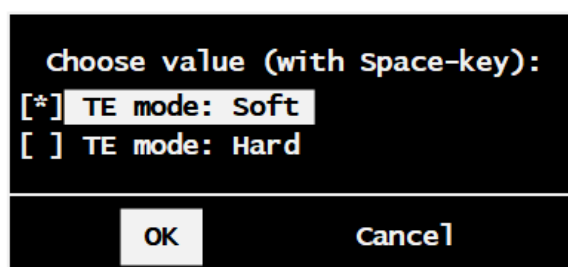 Choose value (with Space-key):
[*] TE mode: Soft
[ ] TE mode: Hard
OK Cancel